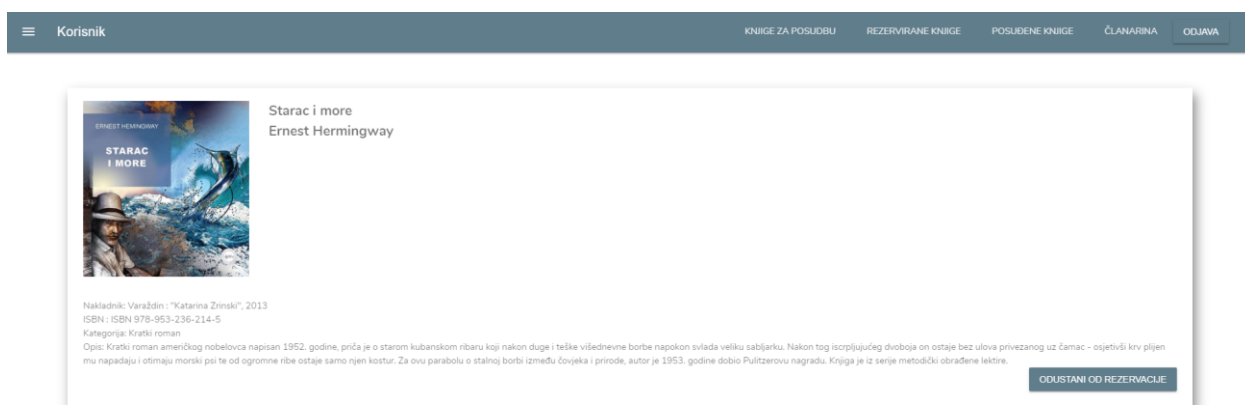 Korisnik
KNJIGE ZA POSUDBU
REZERVIRANE KNJIGE
POSUĐENE KNJIGE
ČLANARINA
ODJAVA
ERNEST HEMINGWAY
STARAC
I MORE
Starac i more
Ernest Hermingway
Nakladnik: Varaždin : "Katarina Zrinski", 2013
ISBN : ISBN 978-953-236-214-5
Kategorija: Kratki roman
Opis: Kratki roman američkog nobelovca napisan 1952. godine, priča je o starom kubanskom ribaru koji nakon duge i teške višednevne borbe napokon svlada veliku sabljarku. Nakon tog iscrpljujućeg dvoboja on ostaje bez ulova privezanog uz čamac - osjetivši krv plijen
mu napadaju i otimaju morski psi te od ogromne ribe ostaje samo njen kostur. Za ovu parabolu o stalnoj borbi između čovjeka i prirode, autor je 1953. godine dobio Pulitzerovu nagradu. Knjiga je iz serije metodički obrađene lektire.
ODUSTANI OD REZERVACIJE